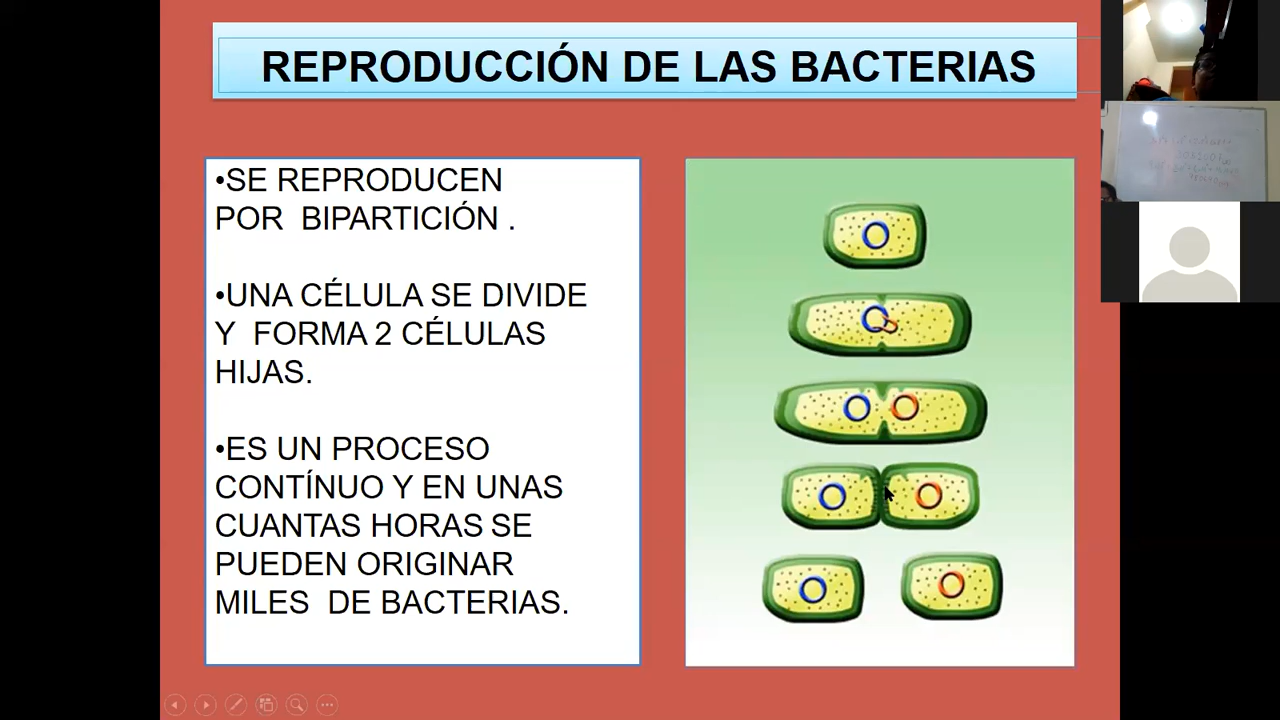 REPRODUCCIÓN DE LAS BACTERIAS
•SE REPRODUCEN
POR BIPARTICIÓN .
•UNA CÉLULA SE DIVIDE
Y FORMA 2 CÉLULAS
HIJAS.
•ES UN PROCESO
CONTÍNUO Y EN UNAS
CUANTAS HORAS SE
PUEDEN ORIGINAR
MILES DE BACTERIAS.